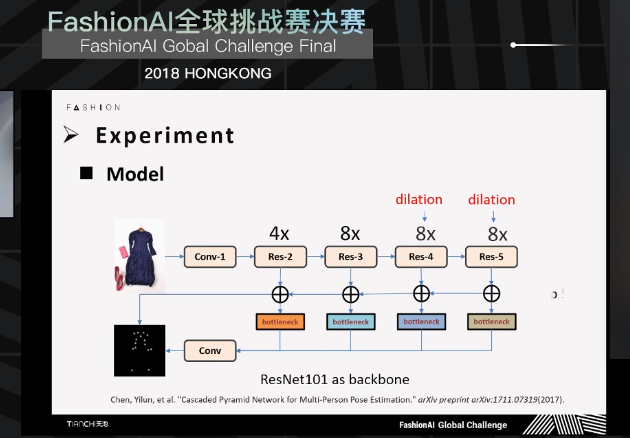 FashionAI全球挑战赛决赛
FashionAI Gobal Challenge Final
2018 HONGKONG
FASHION
Experiment
Model
dilation dilation
4x 8x 8x 8x
Conv-1 Res-2 Res-3 Res-4 Res-5
bottleneck bottleneck bottleneck bottleneck
Conv
ResNet101 as backbone
Chen, Yilun, et al. "Cascaded Pyramid Network for Multi-Person Pose Estimation." arXiv preprint arXiv:1711.07319(2017).
TIANCHI天池
FashionAI Global Challenge